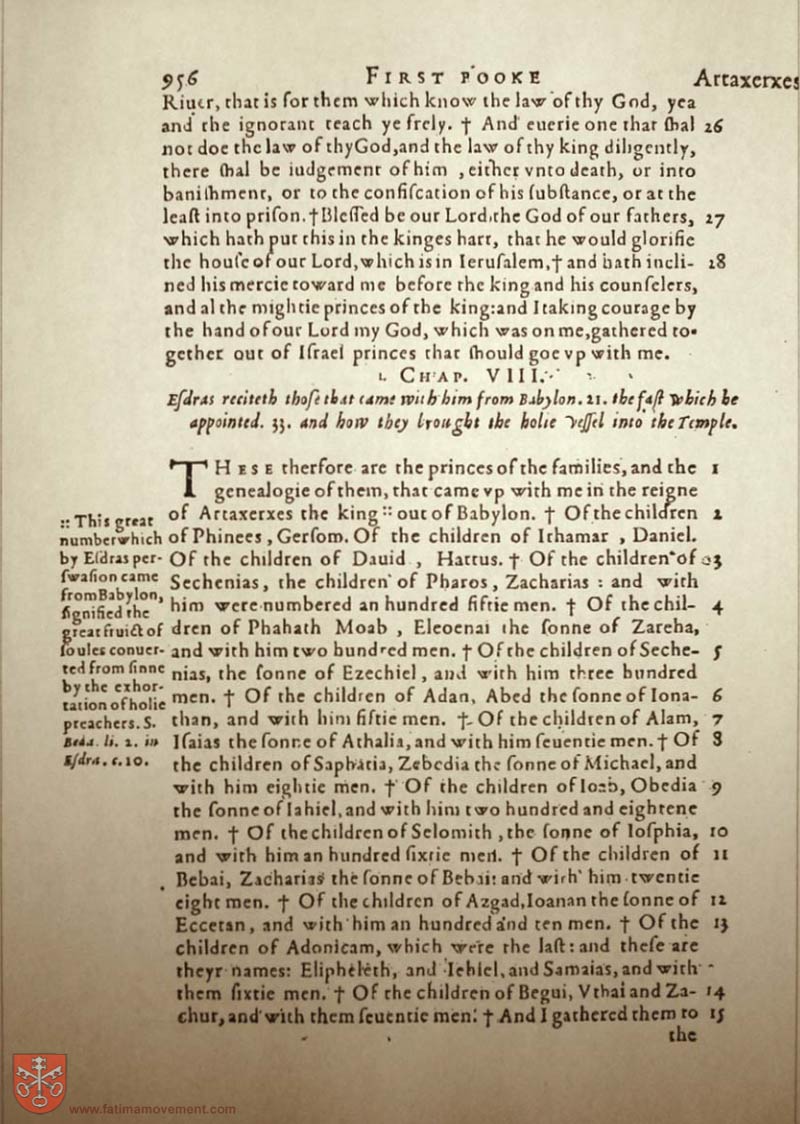 956 FIRST BOOKE Artaxerxes
Riuer, that is for them which know the law of thy God, yea
and the ignorant teach ye frely. † And euerie one that ſhal 26
not doe the law of thyGod,and the law of thy king diligently,
there ſhal be iudgement of him , either vnto death, or into
baniſhment, or to the confiſcation of his ſubſtance, or at the
leaſt into priſon.†Bleſſed be our Lord,the God of our fathers, 27
which hath put this in the kinges hart, that he would glorifie
the houſe of our Lord,which is in Ieruſalem,† and hath incli- 28
ned his mercie toward me before the king and his counſelers,
and al the mightie princes of the king:and I taking courage by
the hand of our Lord my God, which was on me,gathered to-
gether out of Iſrael princes that ſhould goe vp with me.
CHAP. VIII.
Eſdras reciteth thoſe that came with him from Babylon. 21. the faſt which he
appointed. 33. and how they brought the holie veſſel into the Temple.
THESE therfore are the princes of the families, and the 1
genealogie of them, that came vp with me in the reigne
of Artaxerxes the king :: out of Babylon. † Of the children 2
of Phinees , Gerſom. Of the children of Ithamar , Daniel.
Of the children of Dauid , Hattus. † Of the children of 3
Sechenias, the children of Pharos, Zacharias : and with
him were numbered an hundred fiftie men. † Of the chil- 4
dren of Phahath Moab , Eleoenai the ſonne of Zareha,
and with him two hundred men. † Of the children of Seche- 5
nias, the ſonne of Ezechiel, and with him three hundred
men. † Of the children of Adan, Abed the ſonne of Iona- 6
than, and with him fiftie men. † Of the children of Alam, 7
Iſaias the ſonne of Athalia, and with him ſeuentie men.† Of 8
the children of Saphatia, Zebedia the ſonne of Michael, and
with him eightie men. † Of the children of Ioab, Obedia 9
the ſonne of Iahiel, and with him two hundred and eightene
men. † Of the children of Selomith , the ſonne of Ioſphia, 10
and with him an hundred ſixtie men. † Of the children of 11
Bebai, Zacharias the ſonne of Bebai: and with him twentie
eight men. † Of the children of Azgad,Ioanan the ſonne of 12
Eccetan, and with him an hundred and ten men. † Of the 13
children of Adonicam, which were the laſt: and theſe are
theyr names: Elipheleth, and Iehiel, and Samaias, and with
them ſixtie men. † Of the children of Begui, Vthai and Za- 14
chur, and with them ſeuentie men. † And I gathered them to 15
the
:: This great
number which
by Eſdras per-
ſwaſion came
from Babylon,
ſignified the
great fruict of
ſoules conuer-
ted from ſinne
by the exhor-
tation of holie
preachers. S.
Beda. li. 2. in
Eſdra. c. 10.
www.fatimamovement.com